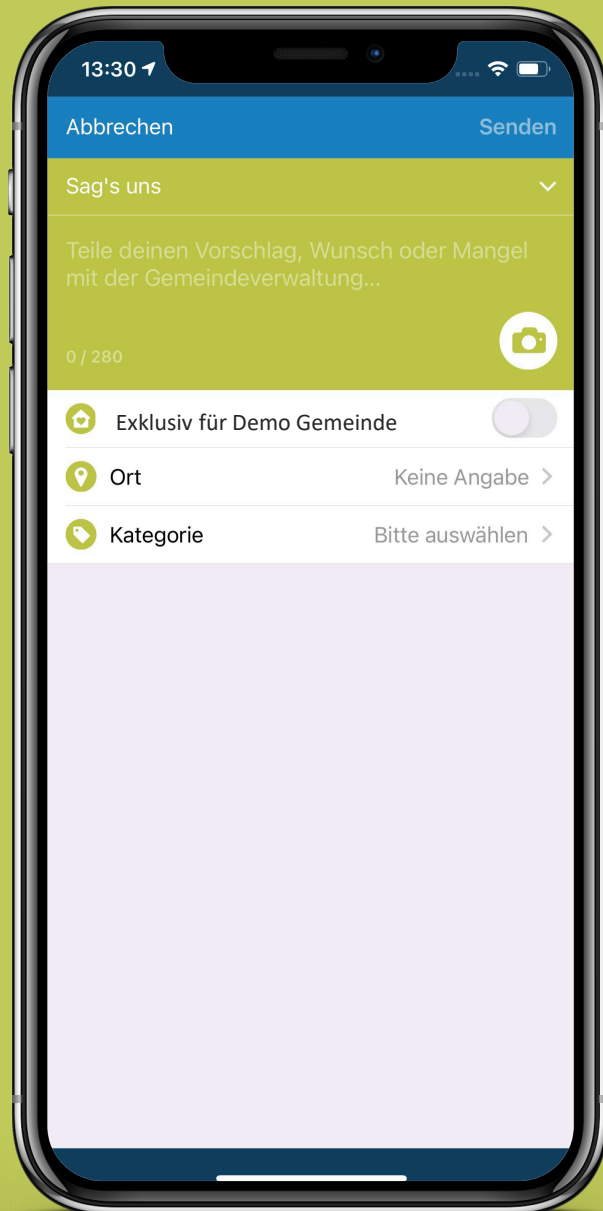 13:30
Abbrechen
Senden
Sag's uns
Teile deinen Vorschlag, Wunsch oder Mangel
mit der Gemeindeverwaltung...
0 / 280
Exklusiv für Demo Gemeinde
Ort
Keine Angabe
Kategorie
Bitte auswählen